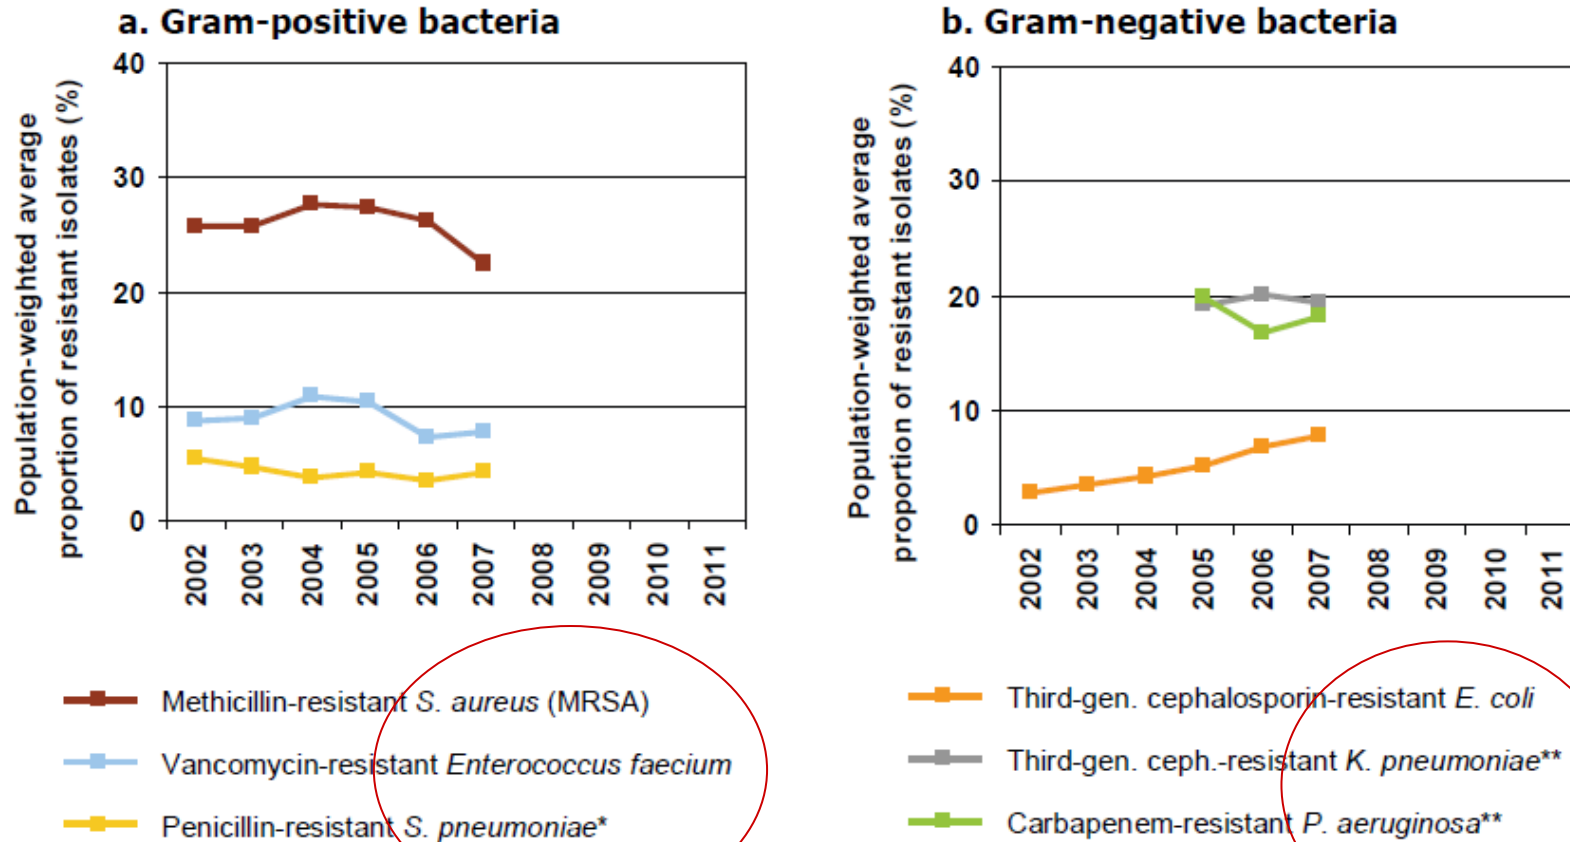 a. Gram-positive bacteria
Population-weighted average
proportion of resistant isolates (%)
40
30
20
10
0
2002 2003 2004 2005 2006 2007 2008 2009 2010 2011
Methicillin-resistant S. aureus (MRSA)
Vancomycin-resistant Enterococcus faecium
Penicillin-resistant S. pneumoniae*
b. Gram-negative bacteria
Population-weighted average
proportion of resistant isolates (%)
40
30
20
10
0
2002 2003 2004 2005 2006 2007 2008 2009 2010 2011
Third-gen. cephalosporin-resistant E. coli
Third-gen. ceph.-resistant K. pneumoniae**
Carbapenem-resistant P. aeruginosa**